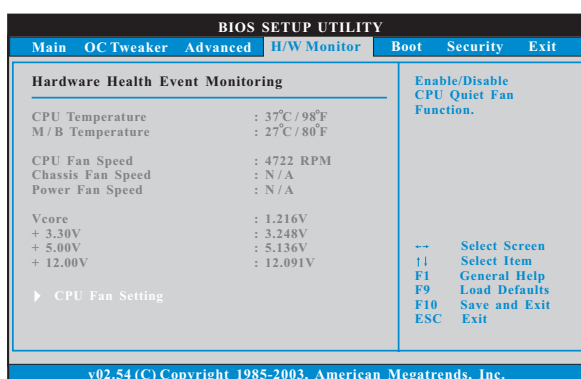 BIOS SETUP UTILITY
Main OC Tweaker Advanced H/W Monitor Boot Security Exit
Hardware Health Event Monitoring
CPU Temperature : 37°C / 98°F
M / B Temperature : 27°C / 80°F
CPU Fan Speed : 4722 RPM
Chassis Fan Speed : N / A
Power Fan Speed : N / A
Vcore : 1.216V
+ 3.30V : 3.248V
+ 5.00V : 5.136V
+ 12.00V : 12.091V
CPU Fan Setting
Enable/Disable
CPU Quiet Fan
Function.
←→ Select Screen
↑↓ Select Item
F1 General Help
F9 Load Defaults
F10 Save and Exit
ESC Exit
v02.54 (C) Copyright 1985-2003, American Megatrends, Inc.